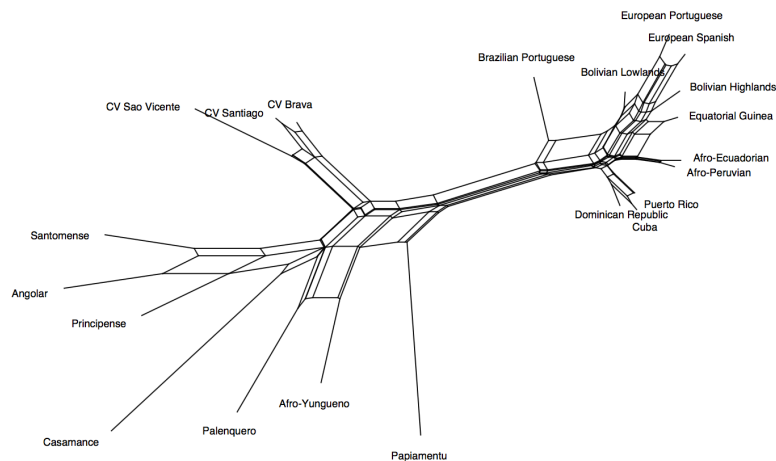 European Portuguese
European Spanish
Brazilian Portuguese
Bolivian Lowlands
Bolivian Highlands
CV Brava
CV Sao Vicente
CV Santiago
Equatorial Guinea
Afro-Ecuadorian
Afro-Peruvian
Puerto Rico
Dominican Republic
Cuba
Santomense
Angolar
Principense
Afro-Yungueno
Palenquero
Casamance
Papiamentu